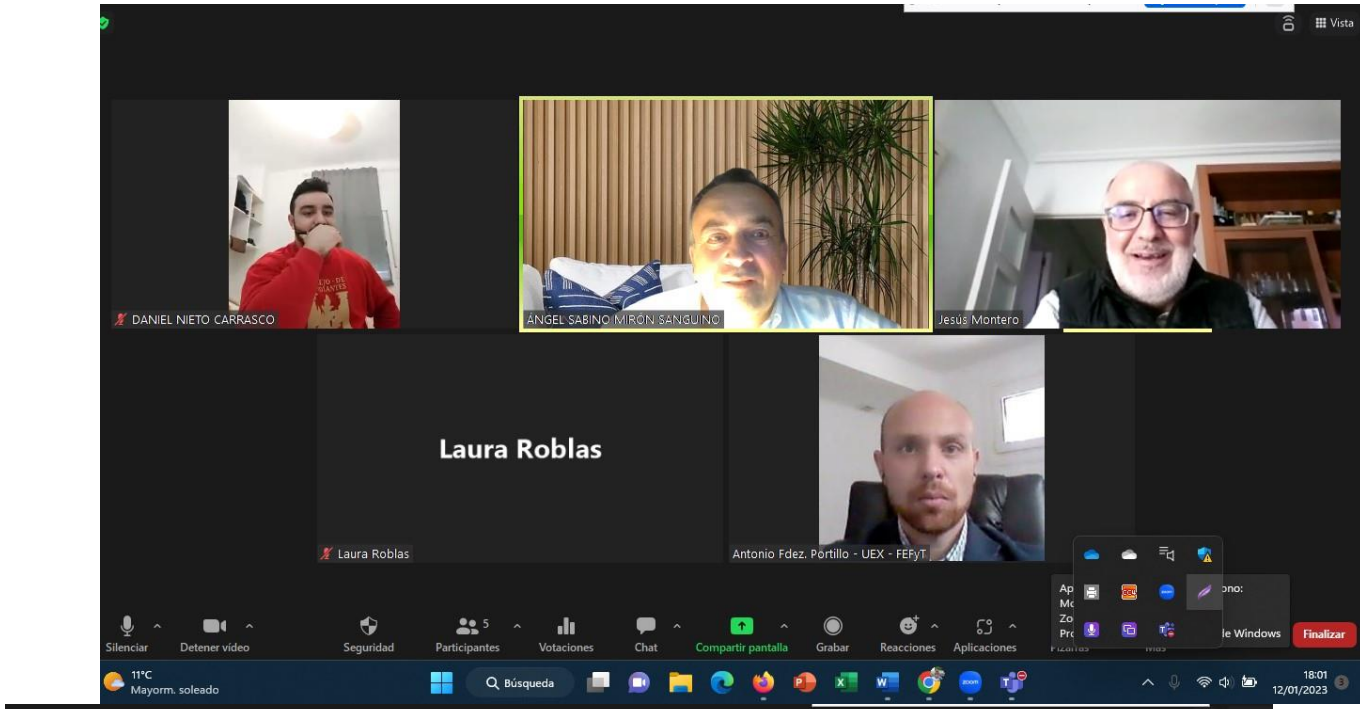 Vista
DANIEL NIETO CARRASCO
ÁNGEL SABINO MIRÓN SANGUINO
Jesús Montero
Laura Roblas
Laura Roblas
Antonio Fdez. Portillo - UEX - FEFyT
Silenciar
Detener vídeo
Seguridad
5
Participantes
Votaciones
Chat
Compartir pantalla
Grabar
Reacciones
Aplicaciones
Finalizar
11°C
Mayorm. soleado
Búsqueda
18:01
12/01/2023
3